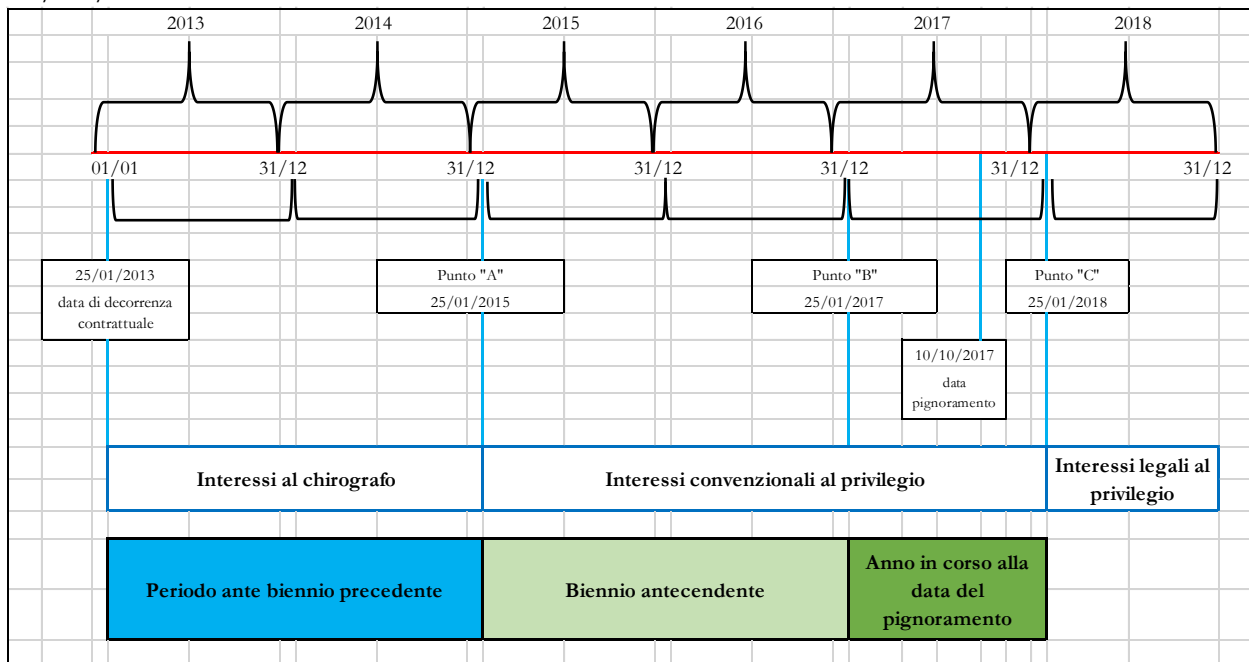 2013 2014 2015 2016 2017 2018
01/01 31/12 31/12 31/12 31/12 31/12 31/12
25/01/2013
data di decorrenza
contrattuale
Punto "A"
25/01/2015
Punto "B"
25/01/2017
Punto "C"
25/01/2018
10/10/2017
data
pignoramento
Interessi al chirografo
Interessi convenzionali al privilegio
Interessi legali al
privilegio
Periodo ante biennio precedente
Biennio antecendente
Anno in corso alla
data del
pignoramento